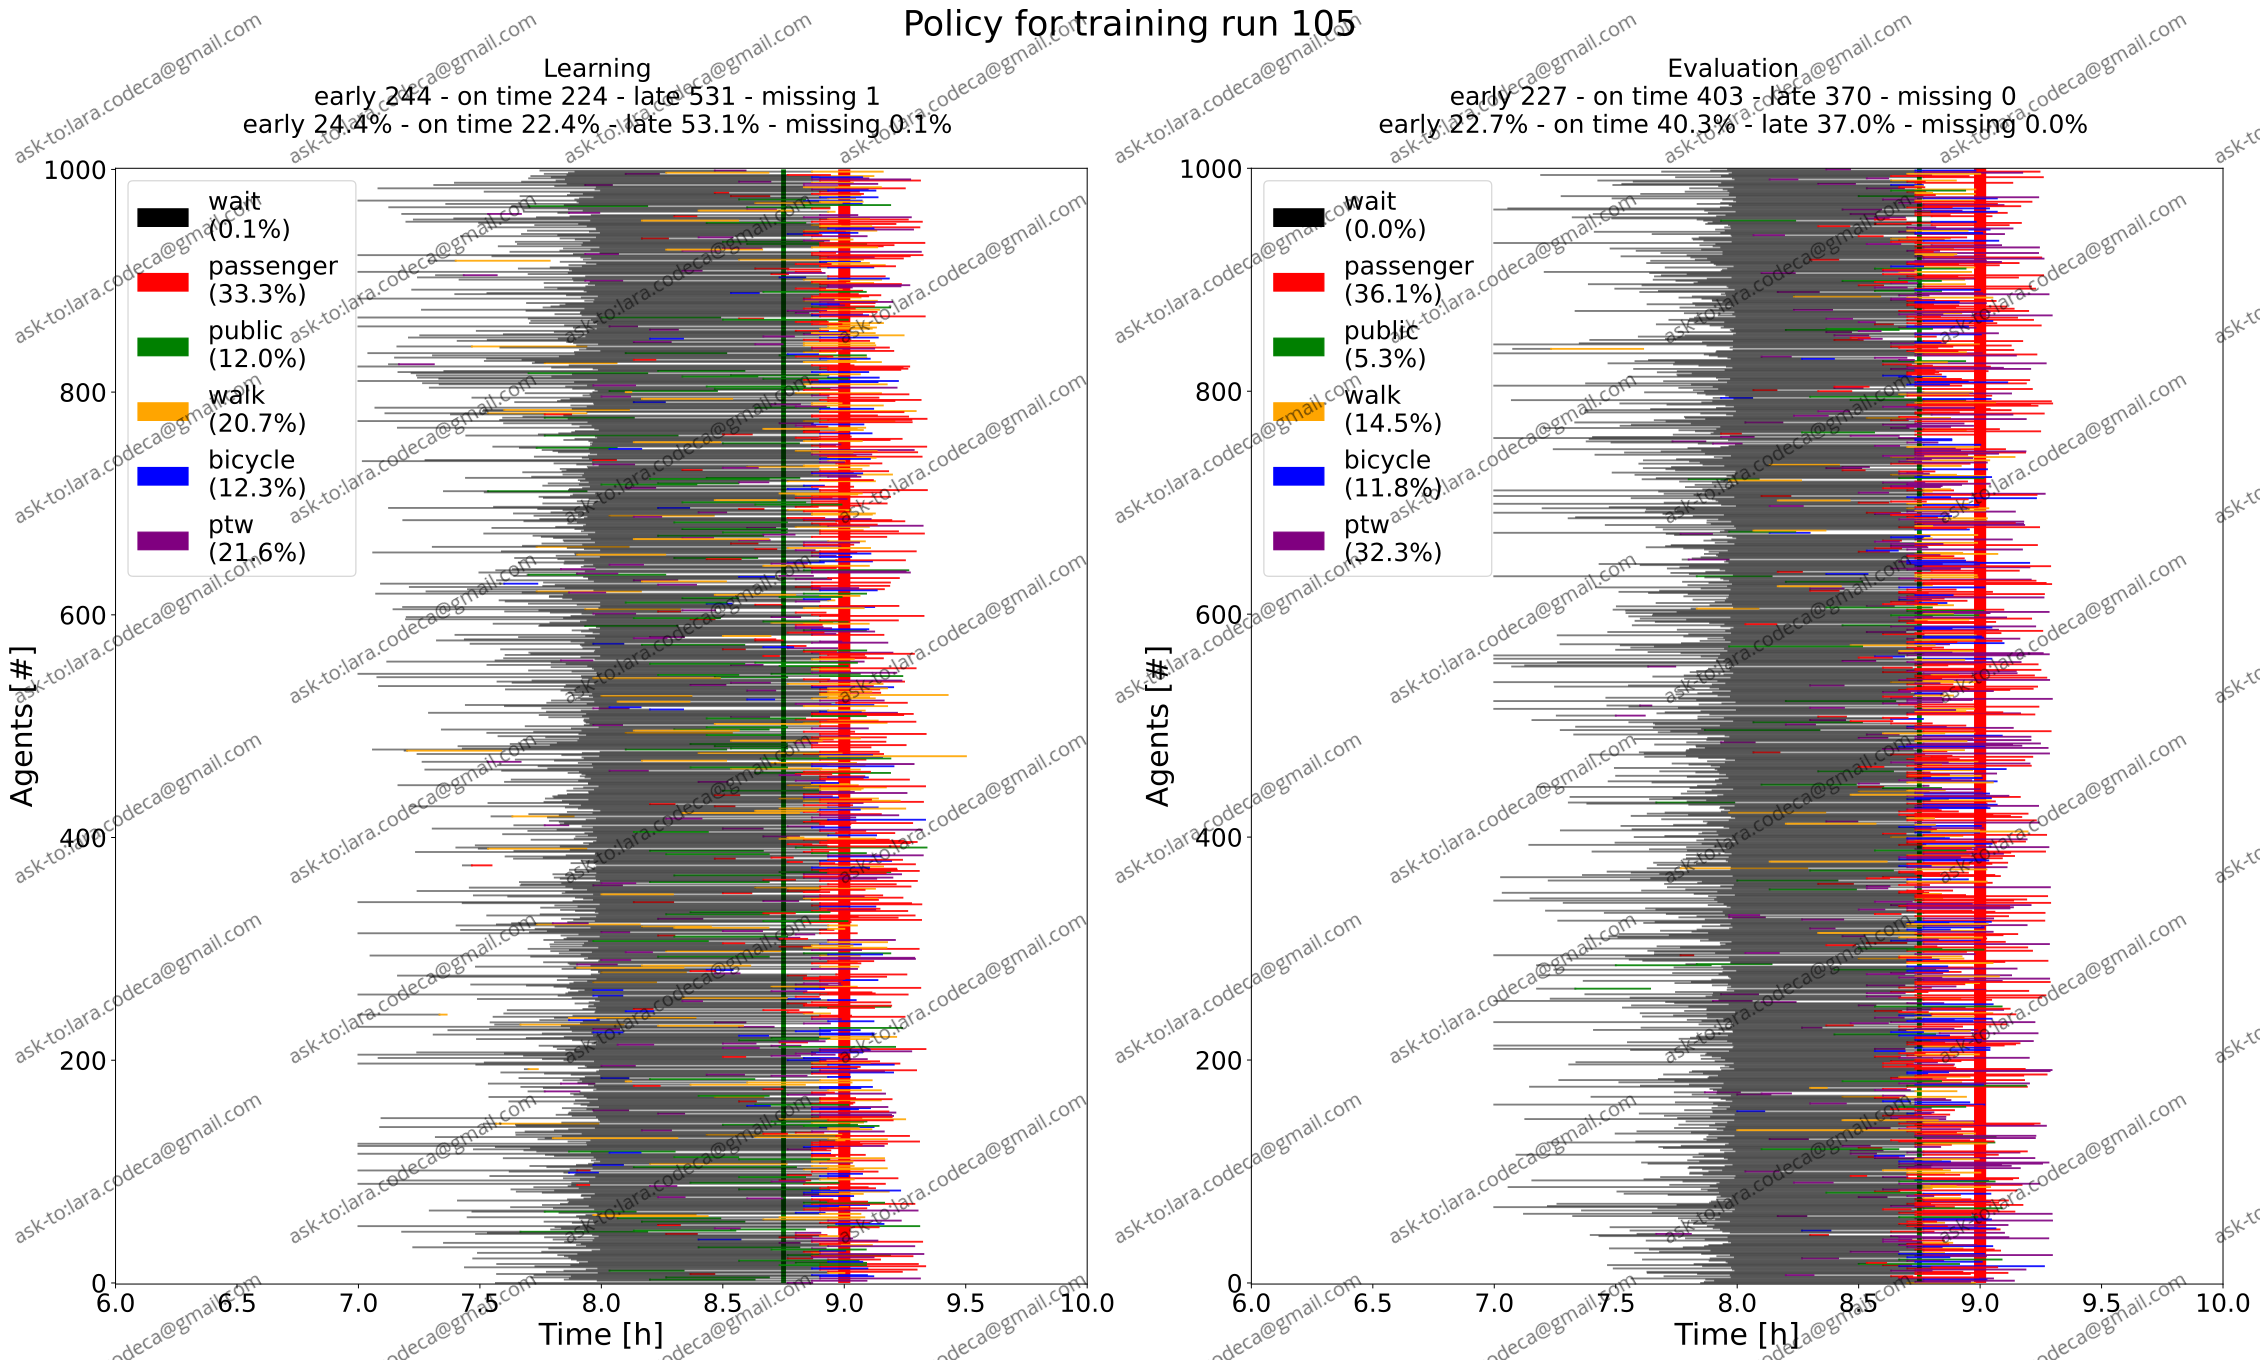 Policy for training run 105
Learning
early 244 - on time 224 - late 531 - missing 1
early 24.4% - on time 22.4% - late 53.1% - missing 0.1%
1000
800
600
400
200
0
Agents [#]
wait
(0.1%)
passenger
(33.3%)
public
(12.0%)
walk
(20.7%)
bicycle
(12.3%)
ptw
(21.6%)
6.0 6.5 7.0 7.5 8.0 8.5 9.0 9.5 10.0
Time [h]
Evaluation
early 227 - on time 403 - late 370 - missing 0
early 22.7% - on time 40.3% - late 37.0% - missing 0.0%
1000
800
600
400
200
0
Agents [#]
wait
(0.0%)
passenger
(36.1%)
public
(5.3%)
walk
(14.5%)
bicycle
(11.8%)
ptw
(32.3%)
6.0 6.5 7.0 7.5 8.0 8.5 9.0 9.5 10.0
Time [h]
ask-to:lara.codeca@gmail.com